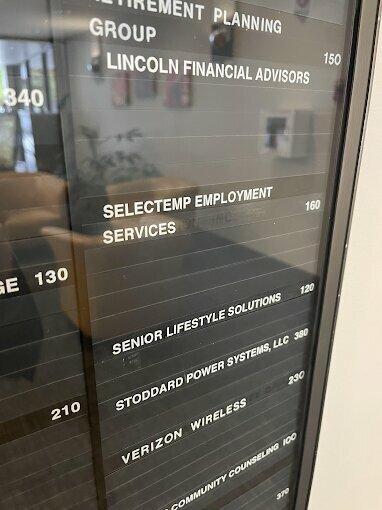 RETIREMENT PLANNING
GROUP 150
LINCOLN FINANCIAL ADVISORS
340
SELECTEMP EMPLOYMENT 160
SERVICES
GE 130
SENIOR LIFESTYLE SOLUTIONS 120
STODDARD POWER SYSTEMS, LLC 380
210
VERIZON WIRELESS 230
COMMUNITY COUNSELING 100
370